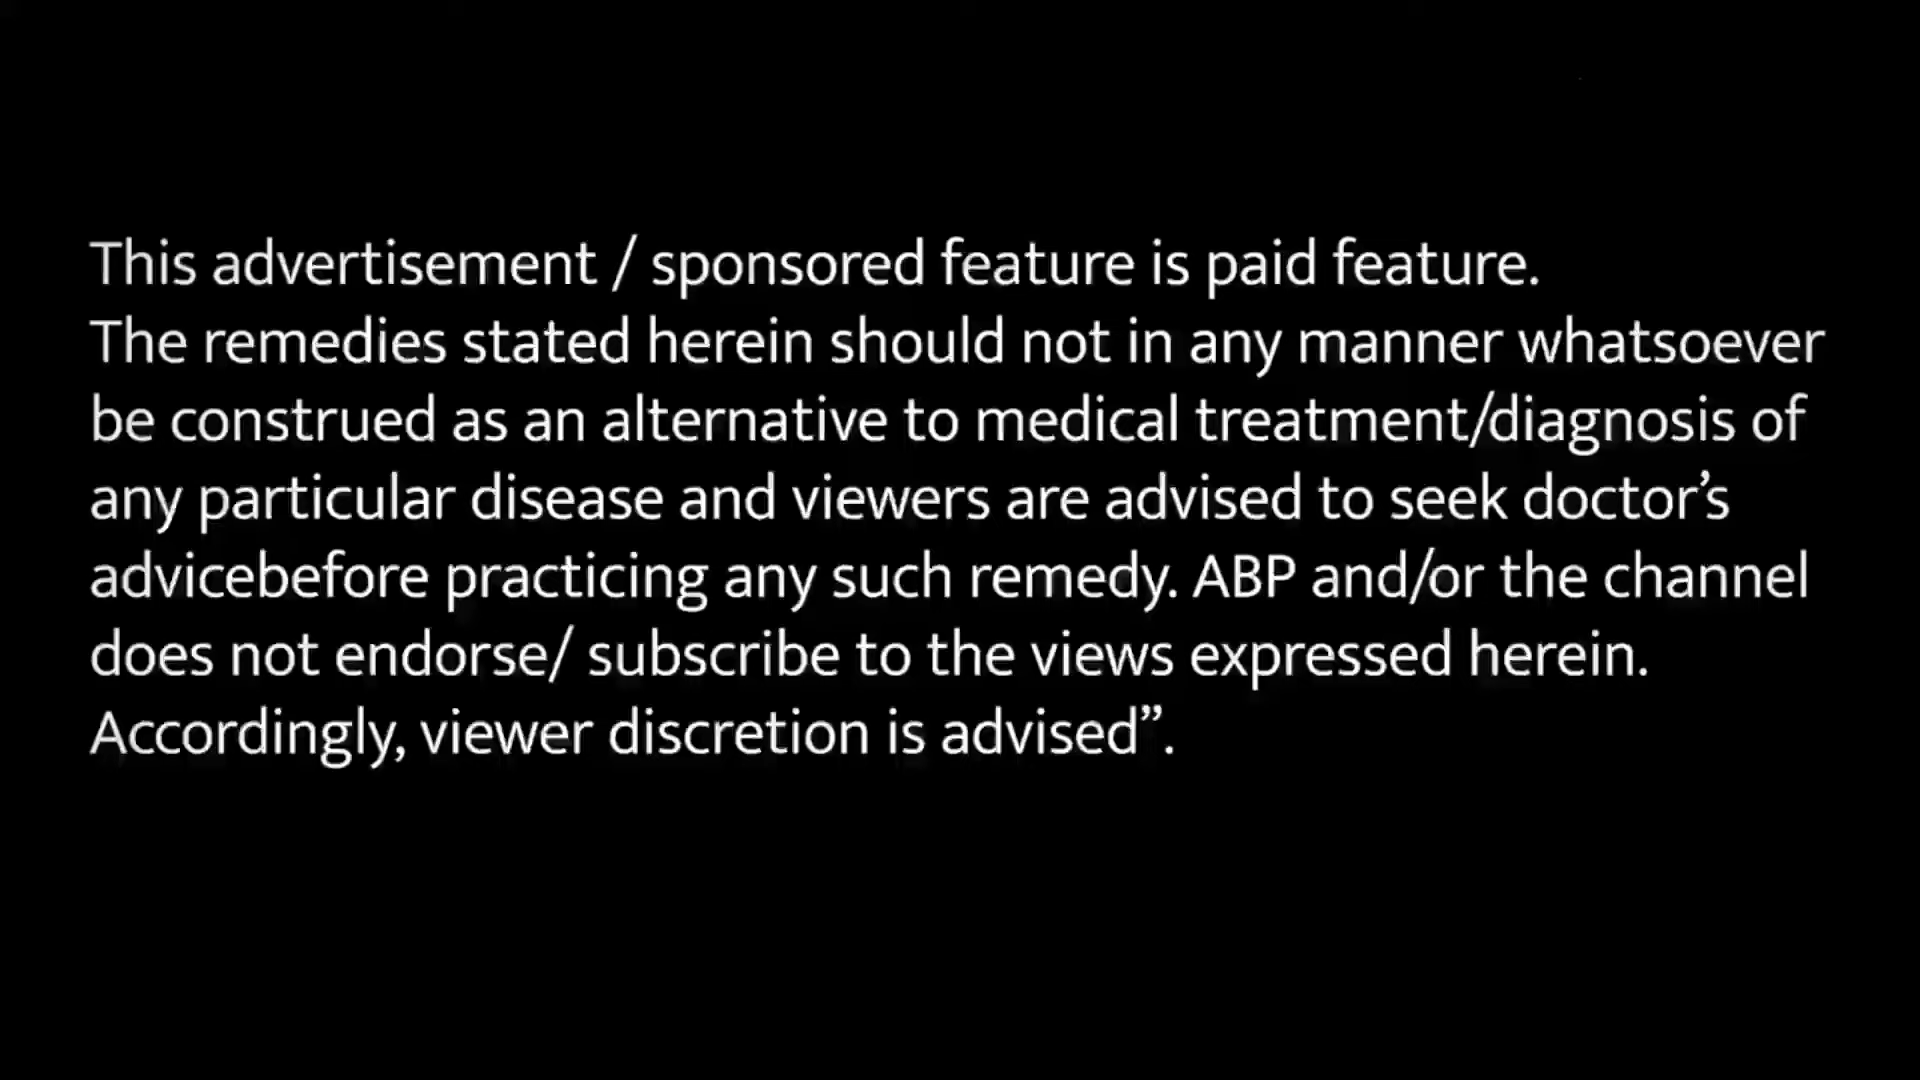 This advertisement / sponsored feature is paid feature.
The remedies stated herein should not in any manner whatsoever
be construed as an alternative to medical treatment/diagnosis of
any particular disease and viewers are advised to seek doctor’s
advicebefore practicing any such remedy. ABP and/or the channel
does not endorse/ subscribe to the views expressed herein.
Accordingly, viewer discretion is advised”.